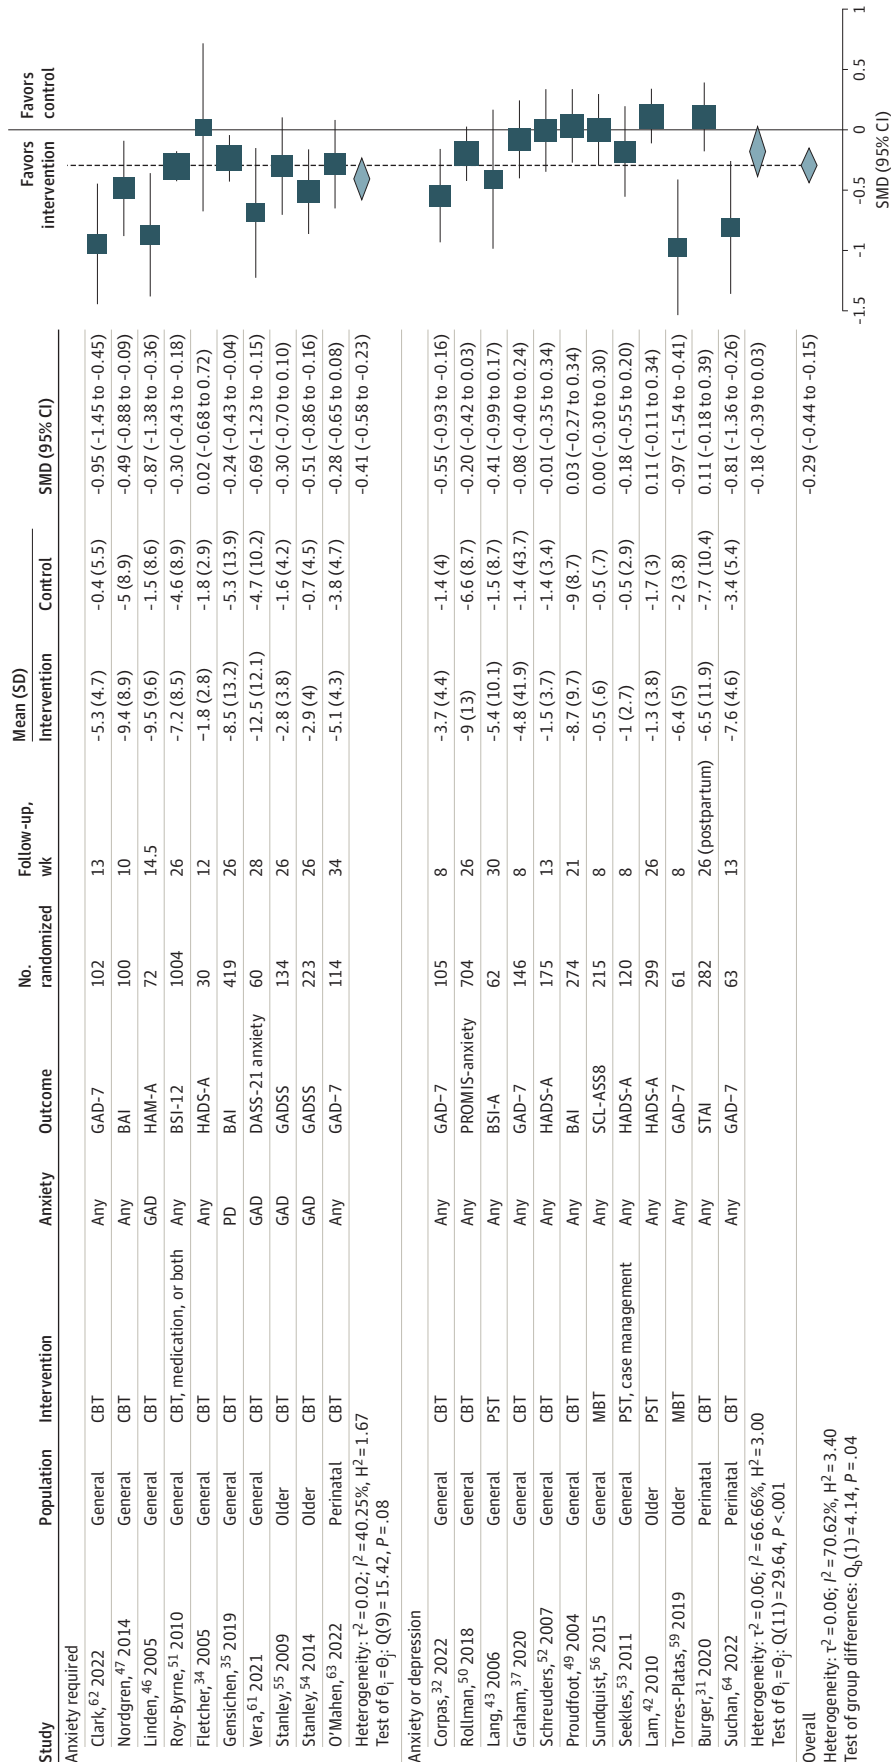 Study Population Intervention Anxiety Outcome No. randomized Follow-up, wk Mean (SD) Intervention Control SMD (95% CI) Favors intervention Favors control
Anxiety required
Clark,62 2022 General CBT Any GAD-7 102 13 -5.3 (4.7) -0.4 (5.5) -0.95 (-1.45 to -0.45)
Nordgren,47 2014 General CBT Any BAI 100 10 -9.4 (8.9) -5 (8.9) -0.49 (-0.88 to -0.09)
Linden,46 2005 General CBT GAD HAM-A 72 14.5 -9.5 (9.6) -1.5 (8.6) -0.87 (-1.38 to -0.36)
Roy-Byrne,51 2010 General CBT, medication, or both Any BSI-12 1004 26 -7.2 (8.5) -4.6 (8.9) -0.30 (-0.43 to -0.18)
Fletcher,34 2005 General CBT Any HADS-A 30 12 -1.8 (2.8) -1.8 (2.9) 0.02 (-0.68 to 0.72)
Gensichen,35 2019 General CBT PD BAI 419 26 -8.5 (13.2) -5.3 (13.9) -0.24 (-0.43 to -0.04)
Vera,61 2021 General CBT GAD DASS-21 anxiety 60 28 -12.5 (12.1) -4.7 (10.2) -0.69 (-1.23 to -0.15)
Stanley,55 2009 Older CBT GAD GADSS 134 26 -2.8 (3.8) -1.6 (4.2) -0.30 (-0.70 to 0.10)
Stanley,54 2014 Older CBT GAD GADSS 223 26 -2.9 (4) -0.7 (4.5) -0.51 (-0.86 to -0.16)
O'Mahen,63 2022 Perinatal CBT Any GAD-7 114 34 -5.1 (4.3) -3.8 (4.7) -0.28 (-0.65 to 0.08)
Heterogeneity: τ2 = 0.02; I2 = 40.25%, H2 = 1.67 -0.41 (-0.58 to -0.23)
Test of θi = θj: Q(9) = 15.42, P = .08
Anxiety or depression
Corpas,32 2022 General CBT Any GAD-7 105 8 -3.7 (4.4) -1.4 (4) -0.55 (-0.93 to -0.16)
Rollman,50 2018 General CBT Any PROMIS-anxiety 704 26 -9 (13) -6.6 (8.7) -0.20 (-0.42 to 0.03)
Lang,43 2006 General PST Any BSI-A 62 30 -5.4 (10.1) -1.5 (8.7) -0.41 (-0.99 to 0.17)
Graham,37 2020 General CBT Any GAD-7 146 8 -4.8 (41.9) -1.4 (43.7) -0.08 (-0.40 to 0.24)
Schreuders,52 2007 General CBT Any HADS-A 175 13 -1.5 (3.7) -1.4 (3.4) -0.01 (-0.35 to 0.34)
Proudfoot,49 2004 General CBT Any BAI 274 21 -8.7 (9.7) -9 (8.7) 0.03 (-0.27 to 0.34)
Sundquist,56 2015 General MBT Any SCL-ASS8 215 8 -0.5 (.6) -0.5 (.7) 0.00 (-0.30 to 0.30)
Seekles,53 2011 General PST, case management Any HADS-A 120 8 -1 (2.7) -0.5 (2.9) -0.18 (-0.55 to 0.20)
Lam,42 2010 Older PST Any HADS-A 299 26 -1.3 (3.8) -1.7 (3) 0.11 (-0.11 to 0.34)
Torres-Platas,59 2019 Older MBT Any GAD-7 61 8 -6.4 (5) -2 (3.8) -0.97 (-1.54 to -0.41)
Burger,31 2020 Perinatal CBT Any STAI 282 26 (postpartum) -6.5 (11.9) -7.7 (10.4) 0.11 (-0.18 to 0.39)
Suchan,64 2022 Perinatal CBT Any GAD-7 63 13 -7.6 (4.6) -3.4 (5.4) -0.81 (-1.36 to -0.26)
Heterogeneity: τ2 = 0.06; I2 = 66.66%, H2 = 3.00 -0.18 (-0.39 to 0.03)
Test of θi = θj: Q(11) = 29.64, P <.001
Overall -0.29 (-0.44 to -0.15)
Heterogeneity: τ2 = 0.06; I2 = 70.62%, H2 = 3.40
Test of group differences: Qb(1) = 4.14, P = .04
-1.5 -1 -0.5 0 0.5 1
SMD (95% CI)